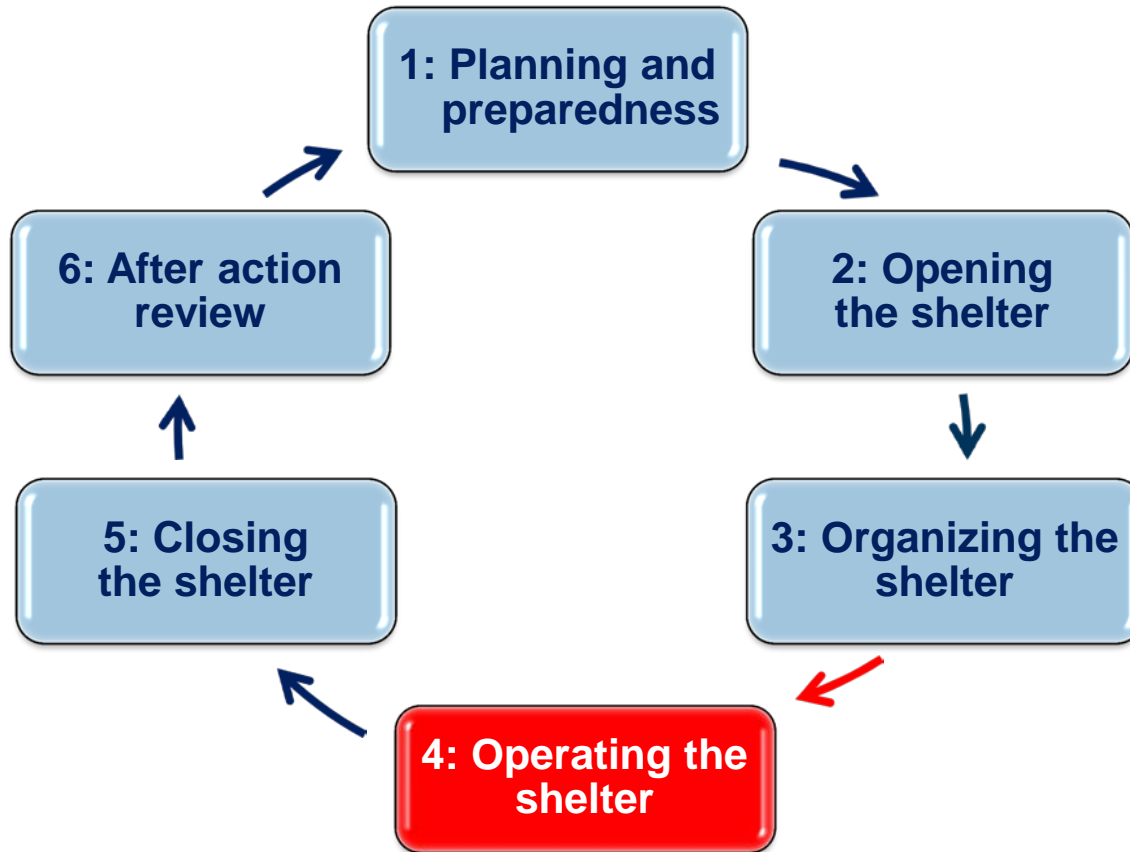 1: Planning and
preparedness
2: Opening
the shelter
3: Organizing the
shelter
4: Operating the
shelter
5: Closing
the shelter
6: After action
review